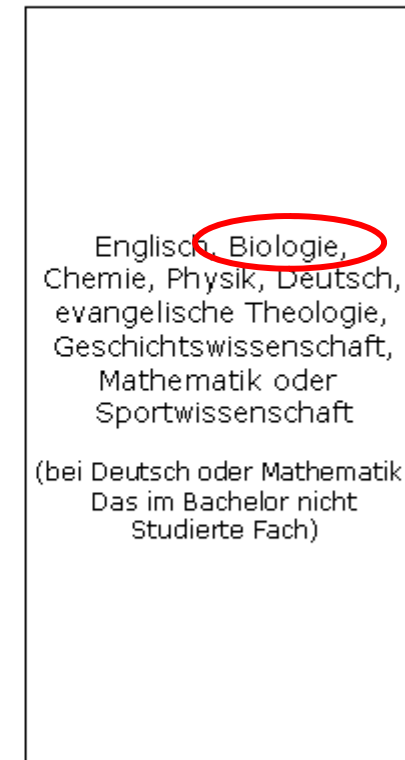 Englisch, Biologie,
Chemie, Physik, Deutsch,
evangelische Theologie,
Geschichtswissenschaft,
Mathematik oder
Sportwissenschaft
(bei Deutsch oder Mathematik
Das im Bachelor nicht
Studierte Fach)